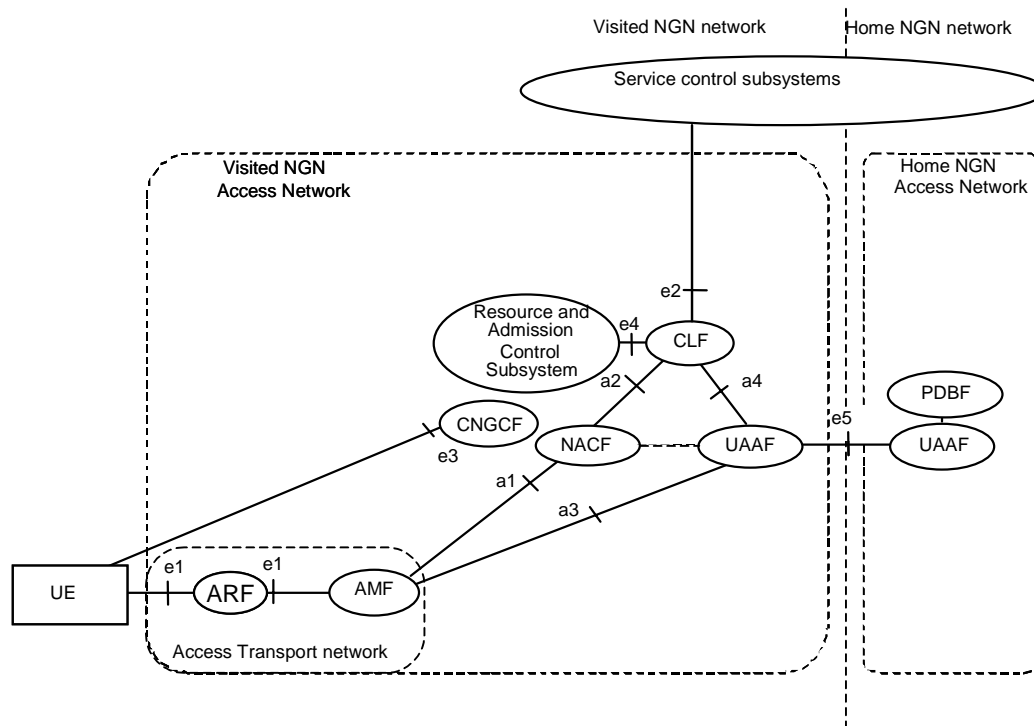 Visited NGN network
Home NGN network
Service control subsystems
Visited NGN
Access Network
Home NGN
Access Network
e2
Resource and
Admission
Control
Subsystem
e4
CLF
a2
a4
PDBF
CNGCF
e5
e3
NACF
UAAF
UAAF
a1
a3
e1
e1
UE
ARF
AMF
Access Transport network